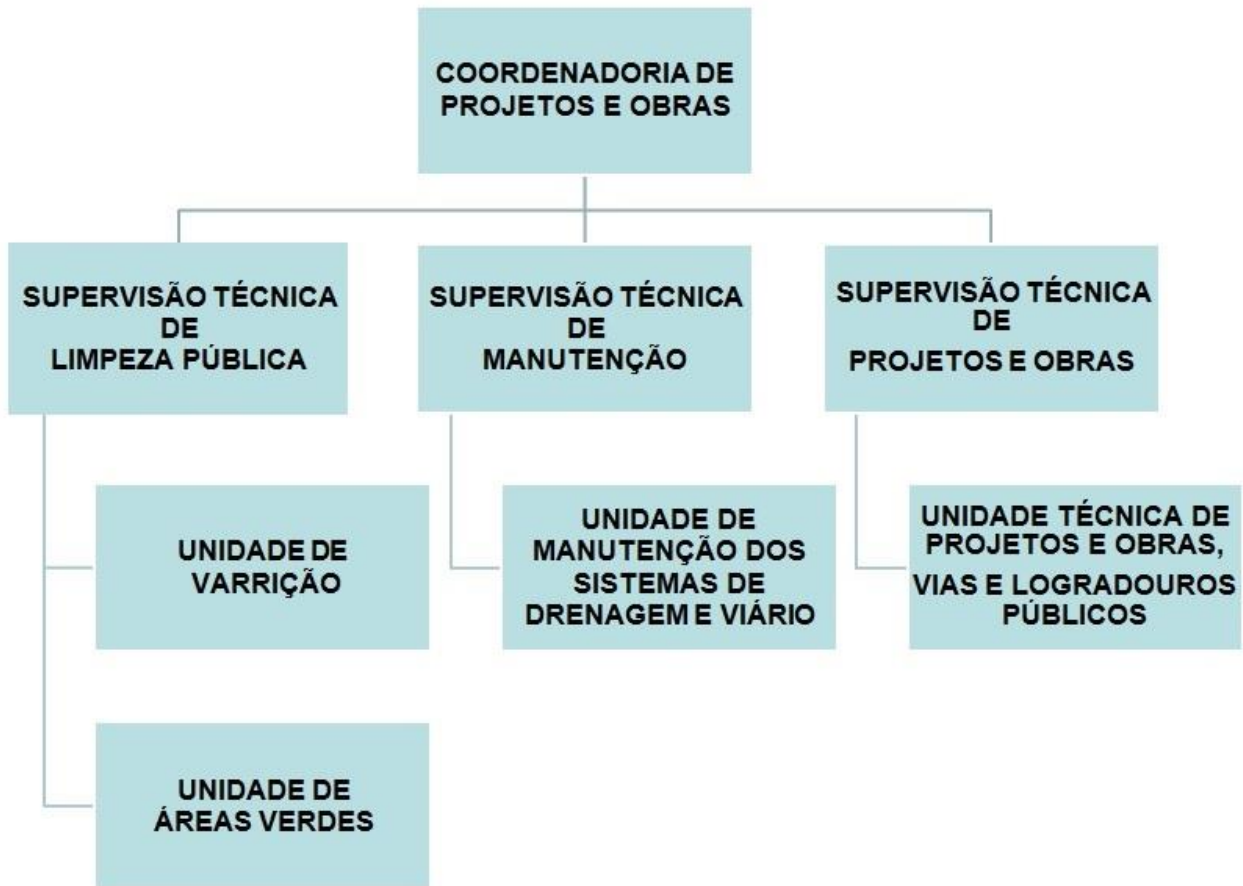 COORDENADORIA DE
PROJETOS E OBRAS
SUPERVISÃO TÉCNICA
DE
LIMPEZA PÚBLICA
SUPERVISÃO TÉCNICA
DE
MANUTENÇÃO
SUPERVISÃO TÉCNICA
DE
PROJETOS E OBRAS
UNIDADE DE
VARRIÇÃO
UNIDADE DE
MANUTENÇÃO DOS
SISTEMAS DE
DRENAGEM E VIÁRIO
UNIDADE TÉCNICA DE
PROJETOS E OBRAS,
VIAS E LOGRADOUROS
PÚBLICOS
UNIDADE DE
ÁREAS VERDES